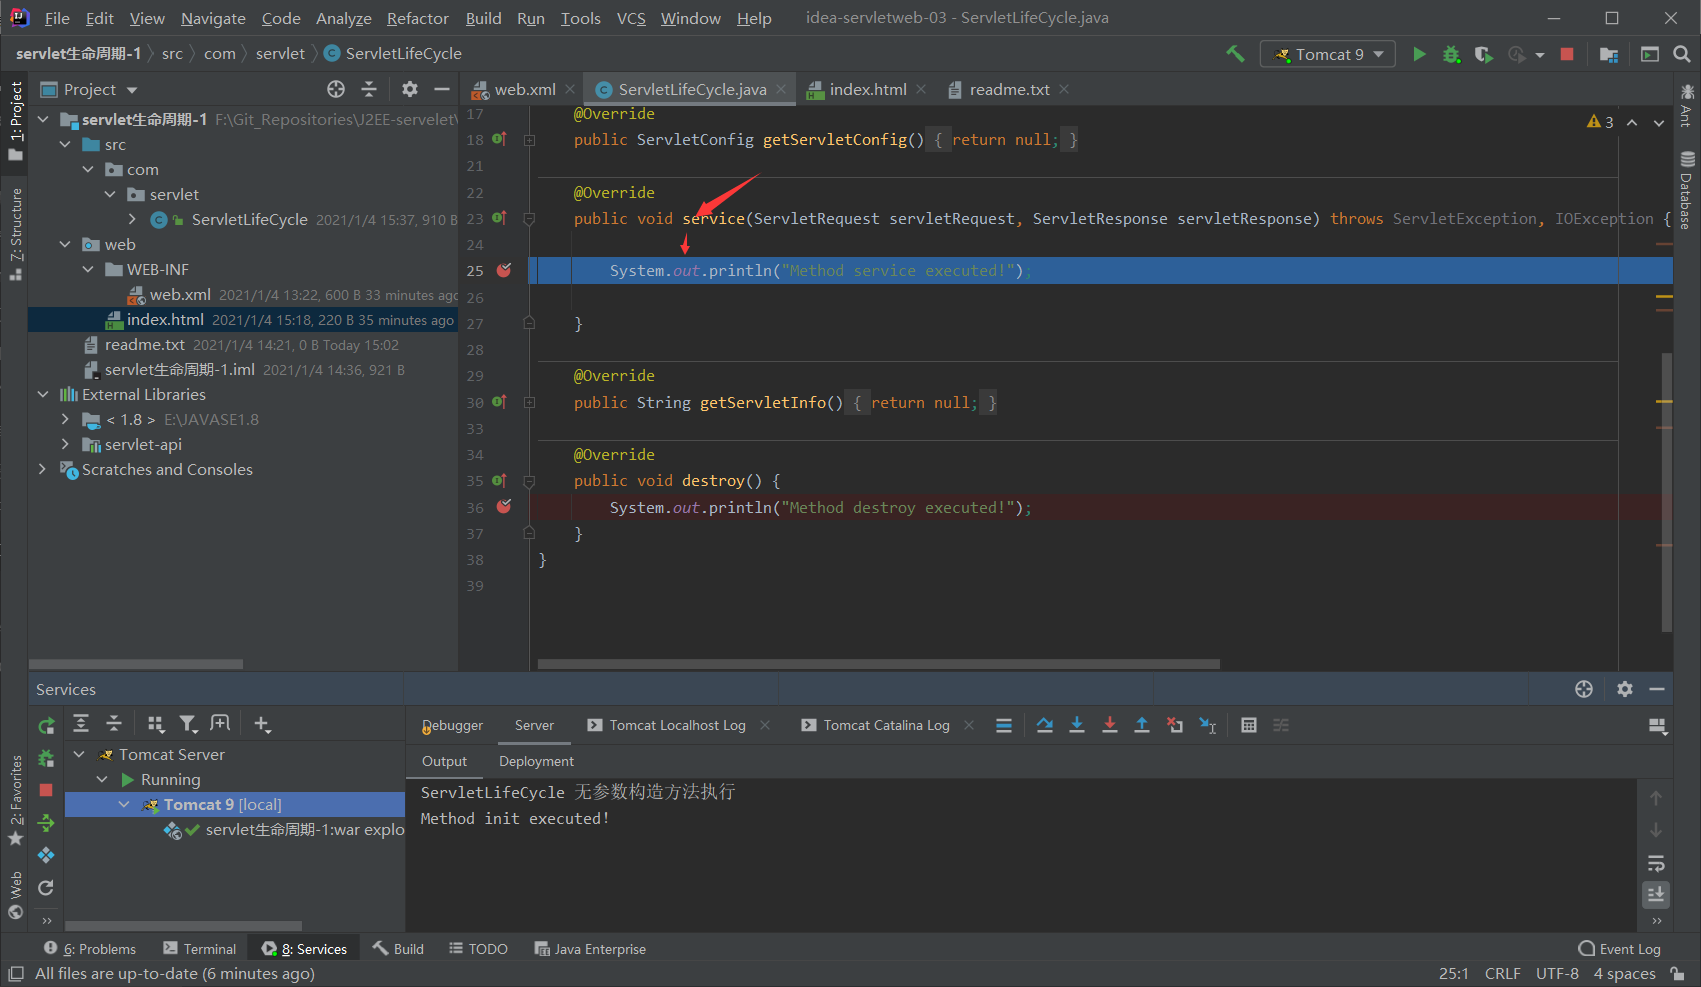 File Edit View Navigate Code Analyze Refactor Build Run Tools VCS Window Help idea-servletweb-03 - ServletLifeCycle.java
servlet生命周期-1 src com servlet ServletLifeCycle Tomcat 9
Project web.xml ServletLifeCycle.java index.html readme.txt
1: Project
7: Structure
2: Favorites
Web
Ant
Database
servlet生命周期-1 F:\Git_Repositories\J2EE-servelet\
src
com
servlet
ServletLifeCycle 2021/1/4 15:37, 910 B
web
WEB-INF
web.xml 2021/1/4 13:22, 600 B 33 minutes ago
index.html 2021/1/4 15:18, 220 B 35 minutes ago
readme.txt 2021/1/4 14:21, 0 B Today 15:02
servlet生命周期-1.iml 2021/1/4 14:36, 921 B
External Libraries
< 1.8 > E:\JAVASE1.8
servlet-api
Scratches and Consoles
3
17 @Override
18 public ServletConfig getServletConfig() { return null; }
21
22 @Override
23 public void service(ServletRequest servletRequest, ServletResponse servletResponse) throws ServletException, IOException {
24
25 System.out.println("Method service executed!");
26
27 }
28
29 @Override
30 public String getServletInfo() { return null; }
33
34 @Override
35 public void destroy() {
36 System.out.println("Method destroy executed!");
37 }
38 }
39
Services
Debugger Server Tomcat Localhost Log Tomcat Catalina Log
Output Deployment
Tomcat Server
Running
Tomcat 9 [local]
servlet生命周期-1:war explo
ServletLifeCycle 无参数构造方法执行
Method init executed!
6: Problems Terminal 8: Services Build TODO Java Enterprise Event Log
All files are up-to-date (6 minutes ago) 25:1 CRLF UTF-8 4 spaces